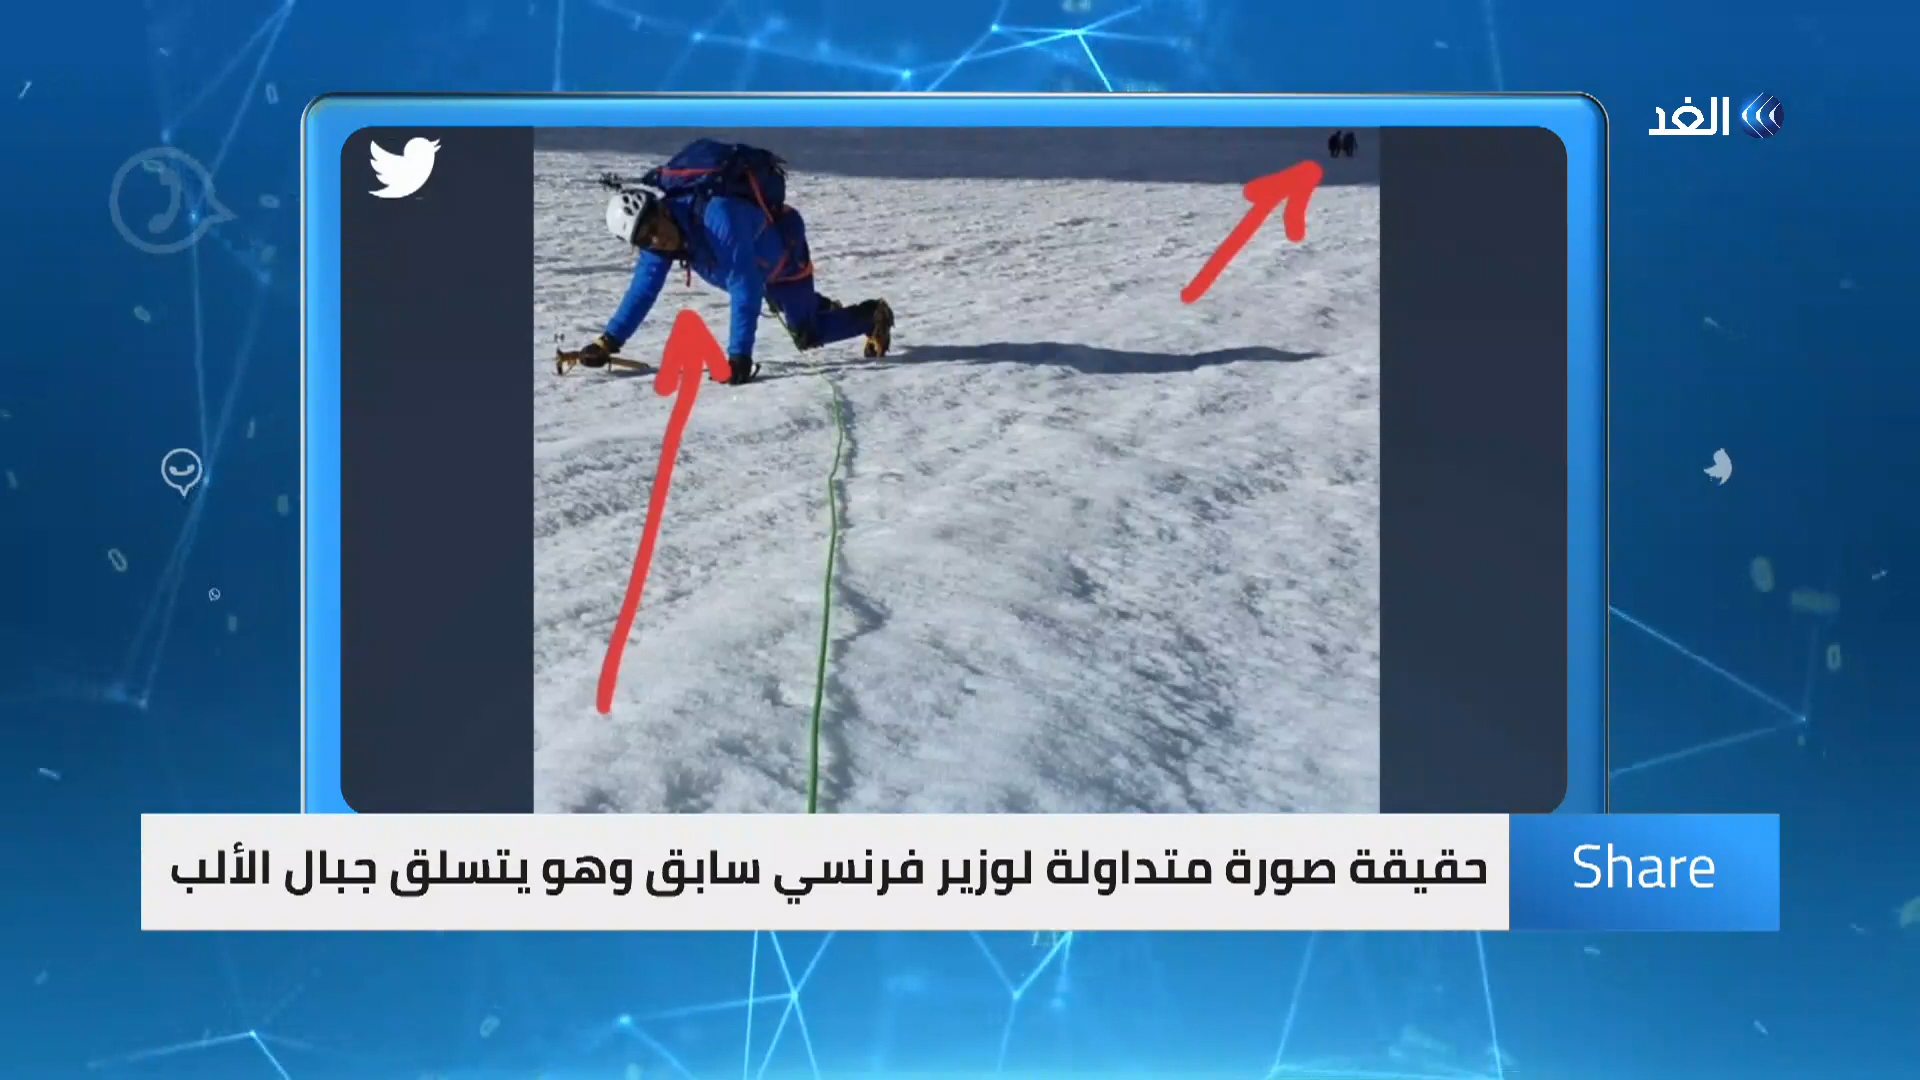 الغد
حقيقة صورة متداولة لوزير فرنسي سابق وهو يتسلق جبال الألب
Share